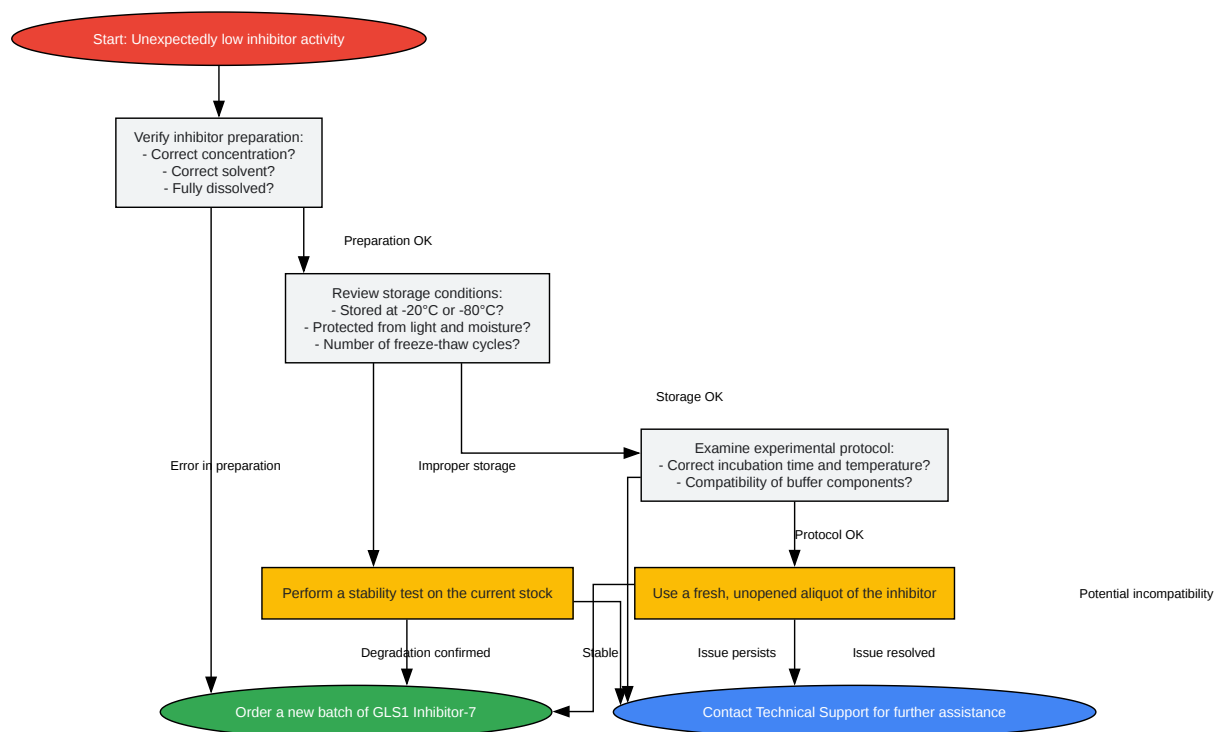 Start: Unexpectedly low inhibitor activity
Verify inhibitor preparation:
- Correct concentration?
- Correct solvent?
- Fully dissolved?
Preparation OK
Review storage conditions:
- Stored at -20°C or -80°C?
- Protected from light and moisture?
- Number of freeze-thaw cycles?
Storage OK
Examine experimental protocol:
- Correct incubation time and temperature?
- Compatibility of buffer components?
Error in preparation
Improper storage
Protocol OK
Perform a stability test on the current stock
Use a fresh, unopened aliquot of the inhibitor
Potential incompatibility
Degradation confirmed
Stable
Issue persists
Issue resolved
Order a new batch of GLS1 Inhibitor-7
Contact Technical Support for further assistance